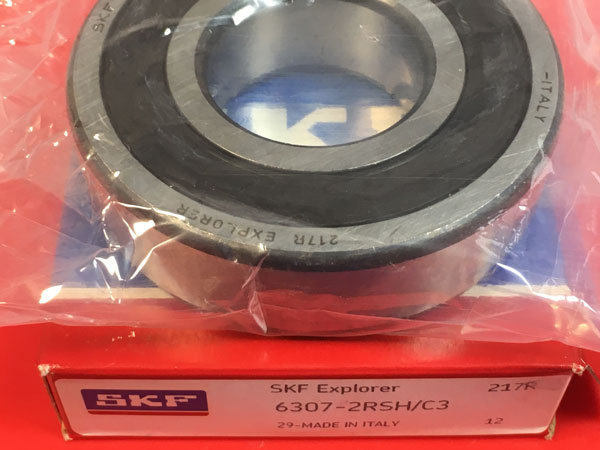 SKF
-ITALY
217R EXPLORER
SKF
SKF Explorer 217R
6307-2RSH/C3
29-MADE IN ITALY 12